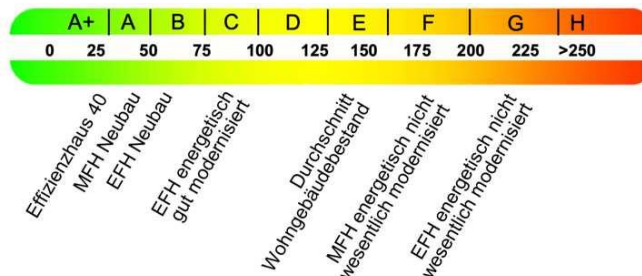 A+ A B C D E F G H
0 25 50 75 100 125 150 175 200 225 >250
Effizienzhaus 40
MFH Neubau
EFH Neubau
EFH energetisch
gut modernisiert
Durchschnitt
Wohngebäudebestand
MFH energetisch nicht
wesentlich modernisiert
EFH energetisch nicht
wesentlich modernisiert